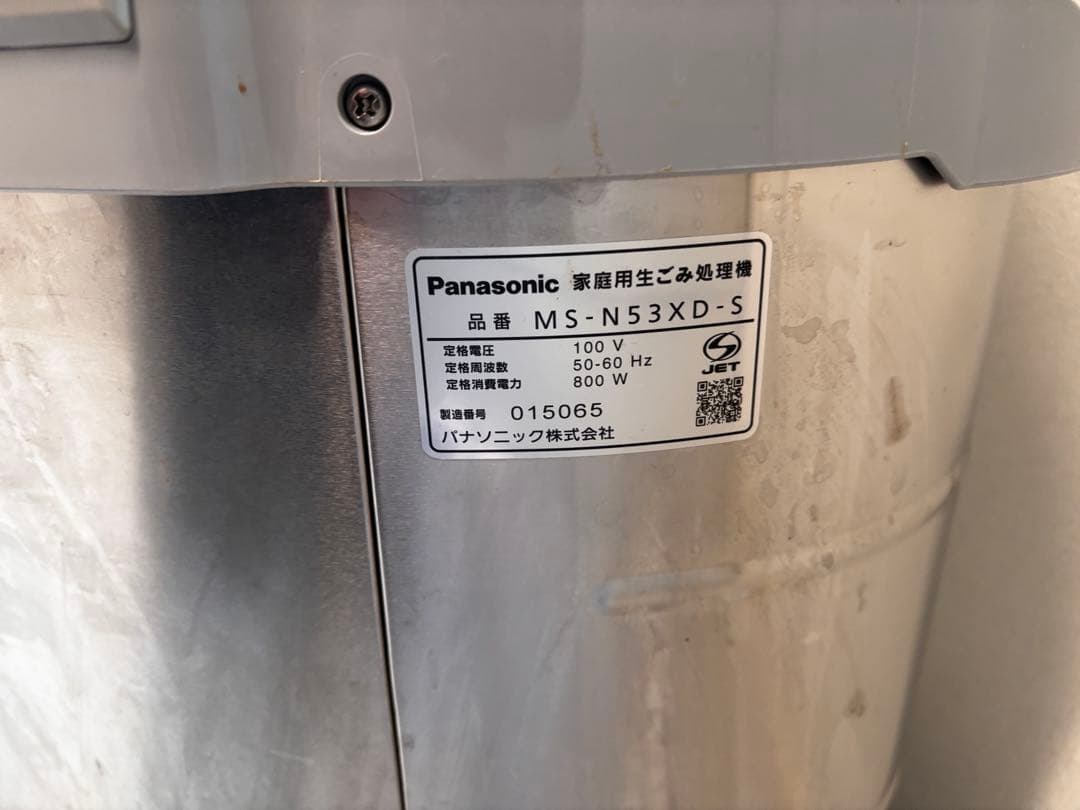 Panasonic 家庭用生ごみ処理機
品番 MS-N53XD-S
定格電圧 100 V
定格周波数 50-60 Hz
定格消費電力 800 W
JET
製造番号 015065
パナソニック株式会社